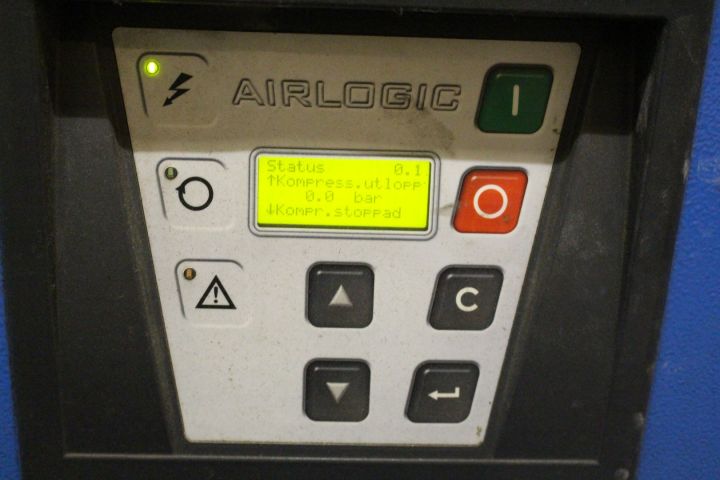 AIRLOGIC
I
Status 0.1
↑Kompress.utlopp
0.0 bar
↓Kompr.stoppad
C